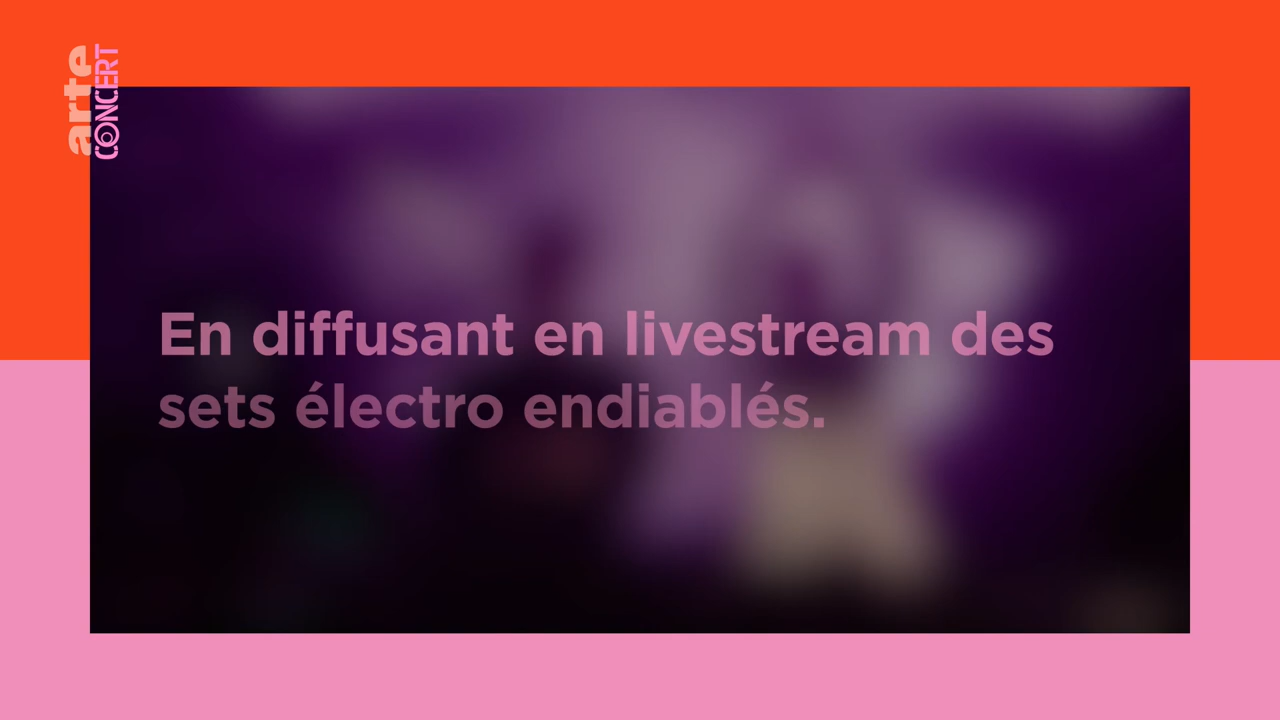 arte
CONCERT
En diffusant en livestream des
sets électro endiablés.